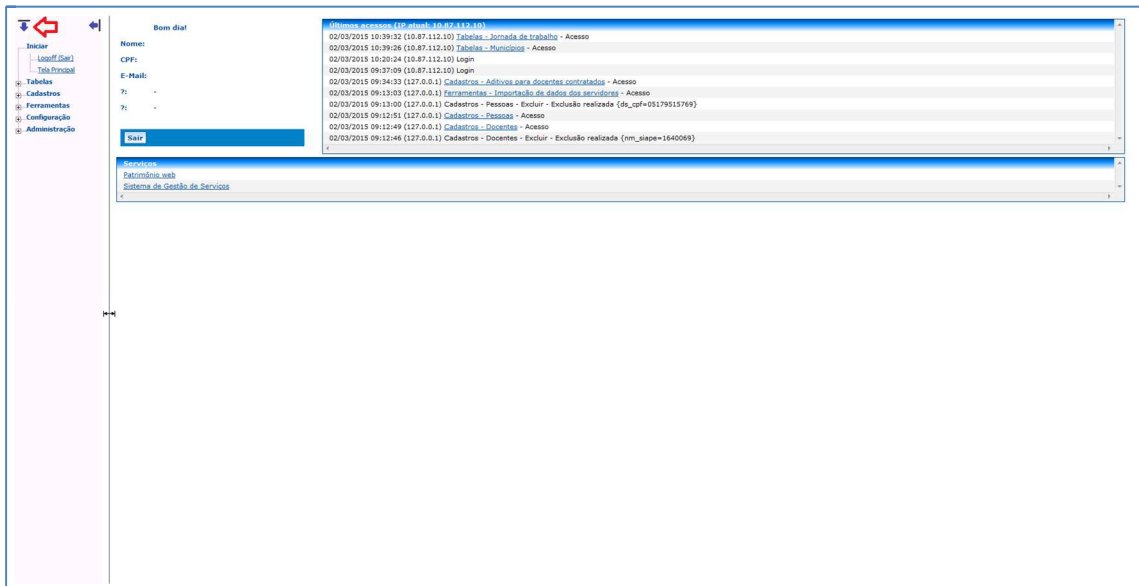 Iniciar
Logoff (Sair)
Tela Principal
Tabelas
Cadastros
Ferramentas
Configuração
Administração
Bom dia!
Nome:
CPF:
E-Mail:
?: -
?: -
Sair
Últimos acessos (IP atual: 10.87.112.10)
02/03/2015 10:39:32 (10.87.112.10) Tabelas - Jornada de trabalho - Acesso
02/03/2015 10:39:26 (10.87.112.10) Tabelas - Municípios - Acesso
02/03/2015 10:20:24 (10.87.112.10) Login
02/03/2015 09:37:09 (10.87.112.10) Login
02/03/2015 09:34:33 (127.0.0.1) Cadastros - Aditivos para docentes contratados - Acesso
02/03/2015 09:13:03 (127.0.0.1) Ferramentas - Importação de dados dos servidores - Acesso
02/03/2015 09:13:00 (127.0.0.1) Cadastros - Pessoas - Excluir - Exclusão realizada {ds_cpf=05179515769}
02/03/2015 09:12:51 (127.0.0.1) Cadastros - Pessoas - Acesso
02/03/2015 09:12:49 (127.0.0.1) Cadastros - Docentes - Acesso
02/03/2015 09:12:46 (127.0.0.1) Cadastros - Docentes - Excluir - Exclusão realizada {nm_siape=1640069}
Serviços
Patrimônio web
Sistema de Gestão de Serviços